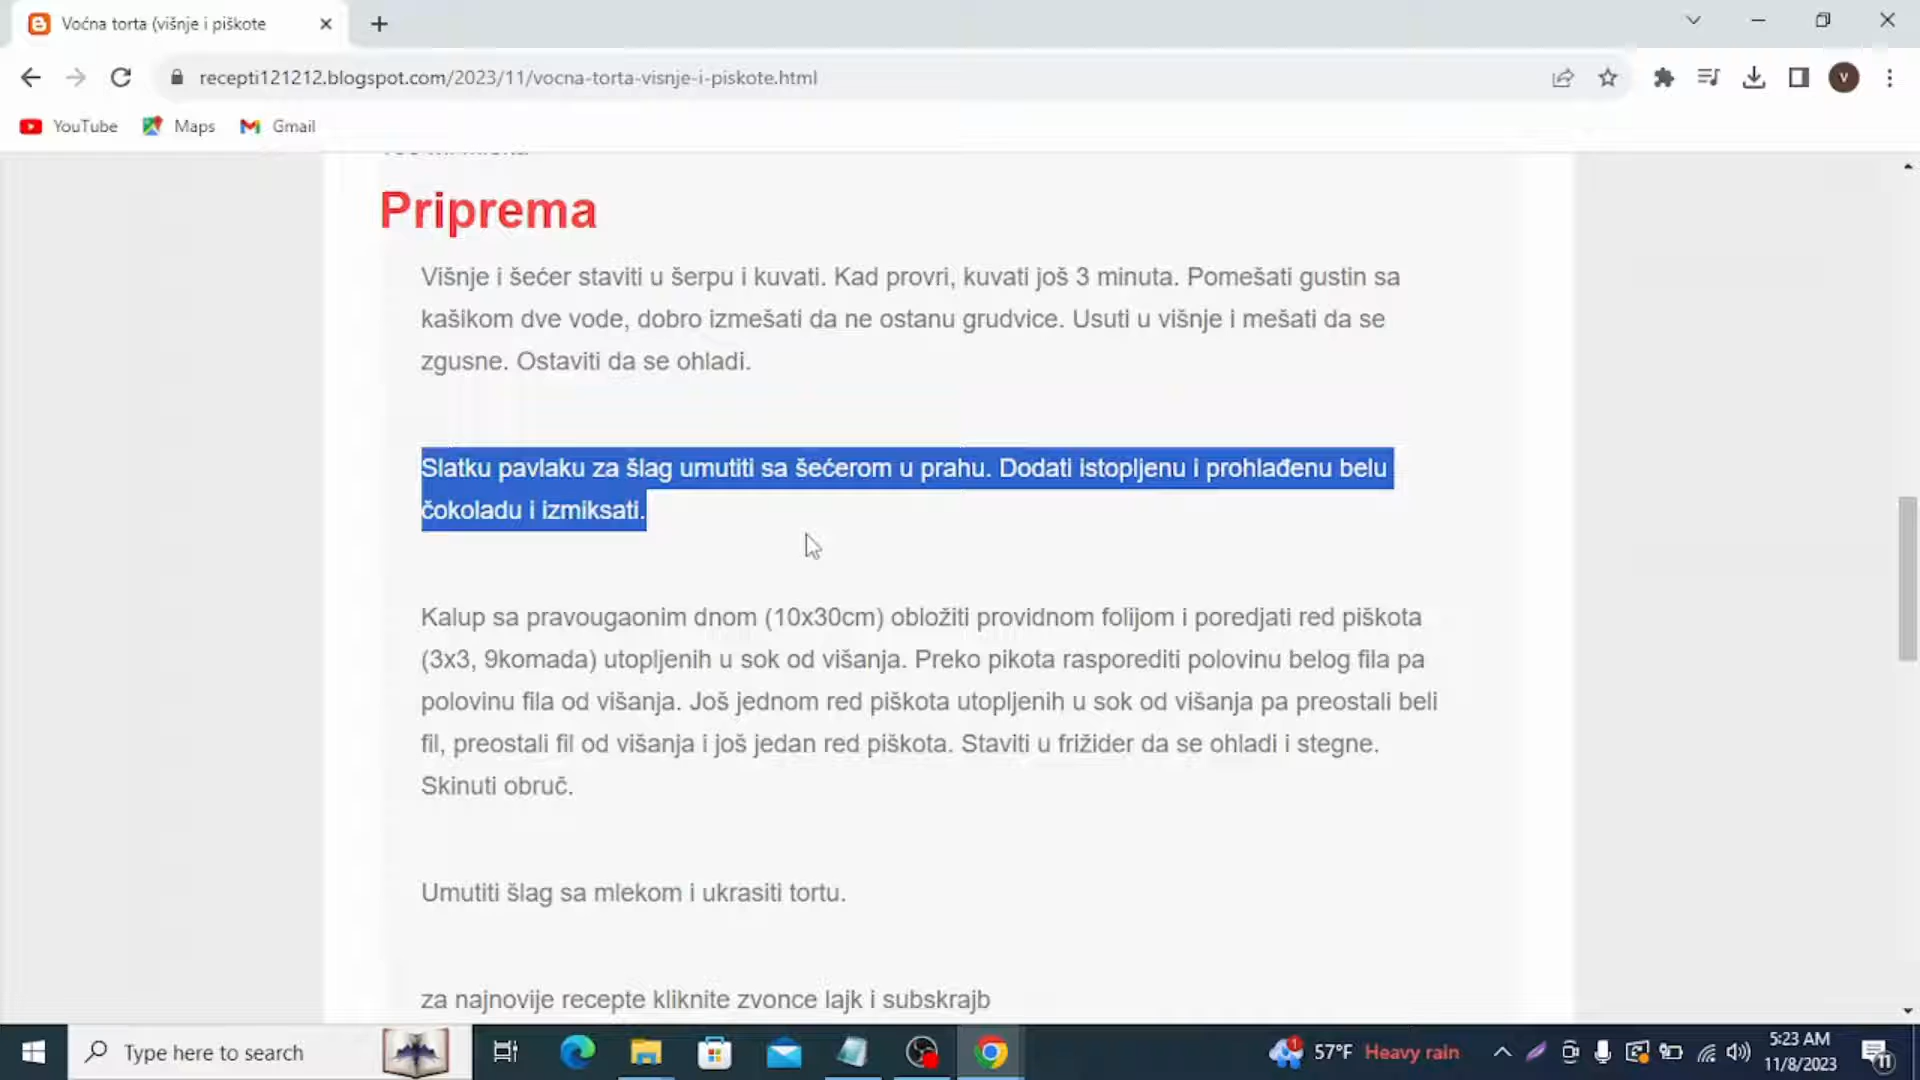 Voćna torta (višnje i piškote
recepti121212.blogspot.com/2023/11/vocna-torta-visnje-i-piskote.html
V
YouTube
Maps
Gmail
Priprema
Višnje i šećer staviti u šerpu i kuvati. Kad provri, kuvati još 3 minuta. Pomešati gustin sa
kašikom dve vode, dobro izmešati da ne ostanu grudvice. Usuti u višnje i mešati da se
zgusne. Ostaviti da se ohladi.
Slatku pavlaku za šlag umutiti sa šećerom u prahu. Dodati istopljenu i prohlađenu belu
čokoladu i izmiksati.
Kalup sa pravougaonim dnom (10x30cm) obložiti providnom folijom i poredjati red piškota
(3x3, 9komada) utopljenih u sok od višanja. Preko pikota rasporediti polovinu belog fila pa
polovinu fila od višanja. Još jednom red piškota utopljenih u sok od višanja pa preostali beli
fil, preostali fil od višanja i još jedan red piškota. Staviti u frižider da se ohladi i stegne.
Skinuti obruč.
Umutiti šlag sa mlekom i ukrasiti tortu.
za najnovije recepte kliknite zvonce lajk i subskrajb
Type here to search
1
57°F Heavy rain
5:23 AM
11/8/2023
11